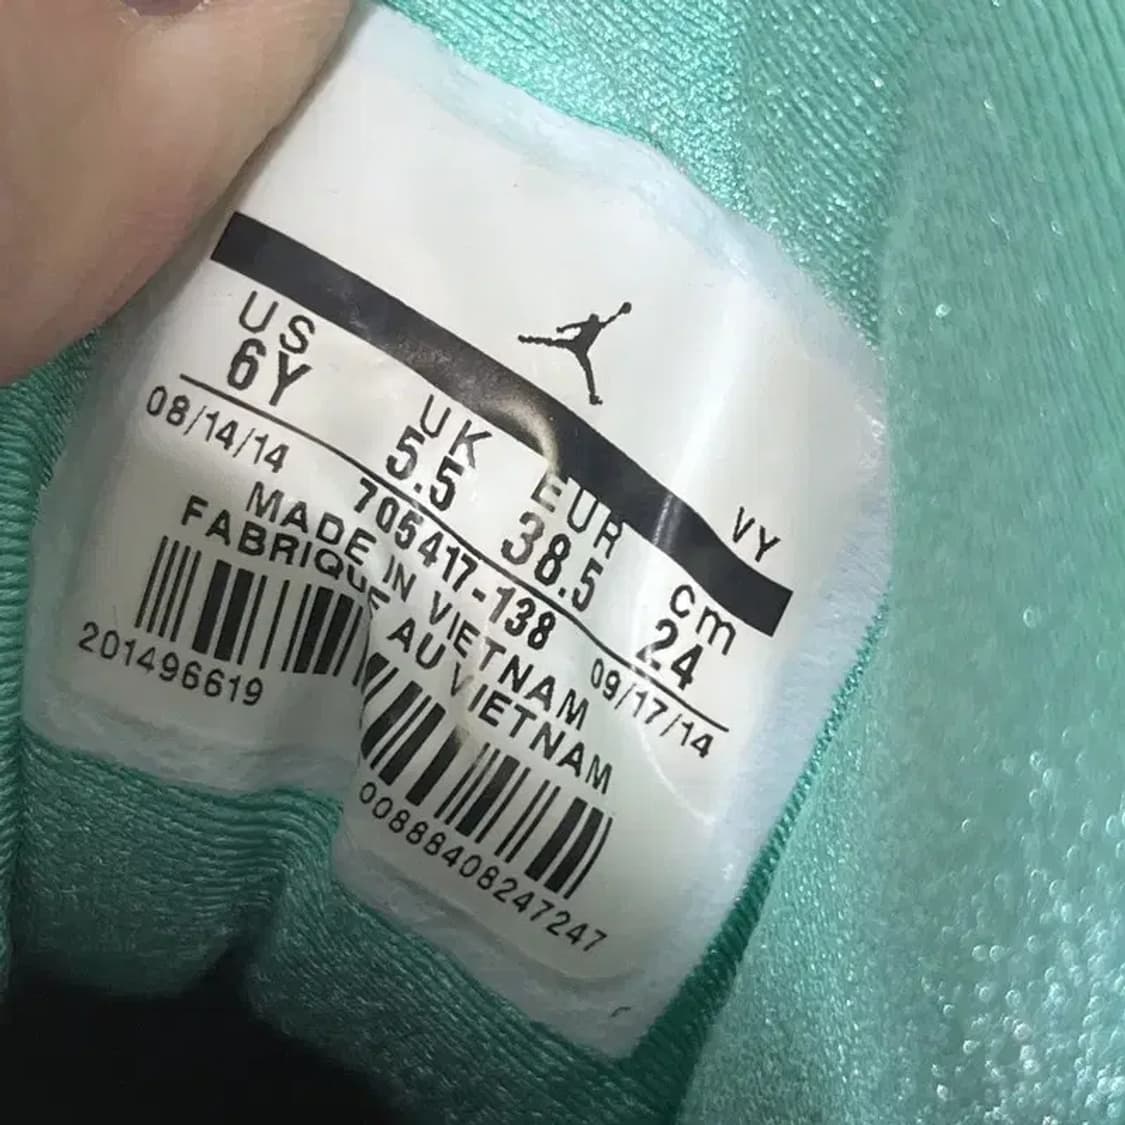 VY
US UK EUR cm
6Y 5.5 38.5 24
08/14/14 705417-138 09/17/14
MADE IN VIETNAM
FABRIQUE AU VIETNAM
201496619
00888408247247